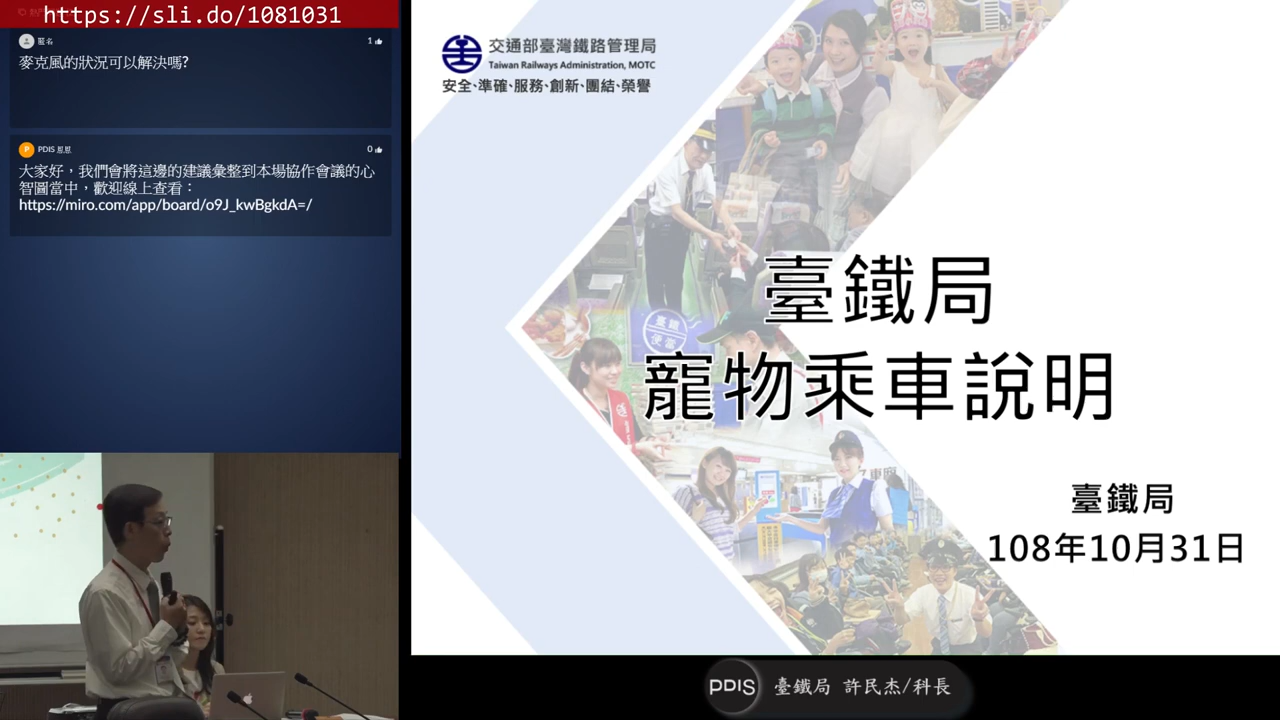 https://sli.do/1081031
匿名
1
麥克風的狀況可以解決嗎?
P
PDIS 恩恩
0
大家好，我們會將這邊的建議彙整到本場協作會議的心
智圖當中，歡迎線上查看：
https://miro.com/app/board/o9J_kwBgkdA=/
交通部臺灣鐵路管理局
Taiwan Railways Administration, MOTC
安全、準確、服務、創新、團結、榮譽
臺鐵
便當
臺鐵局
寵物乘車說明
臺鐵局
108年10月31日
PDIS 臺鐵局 許民杰/科長